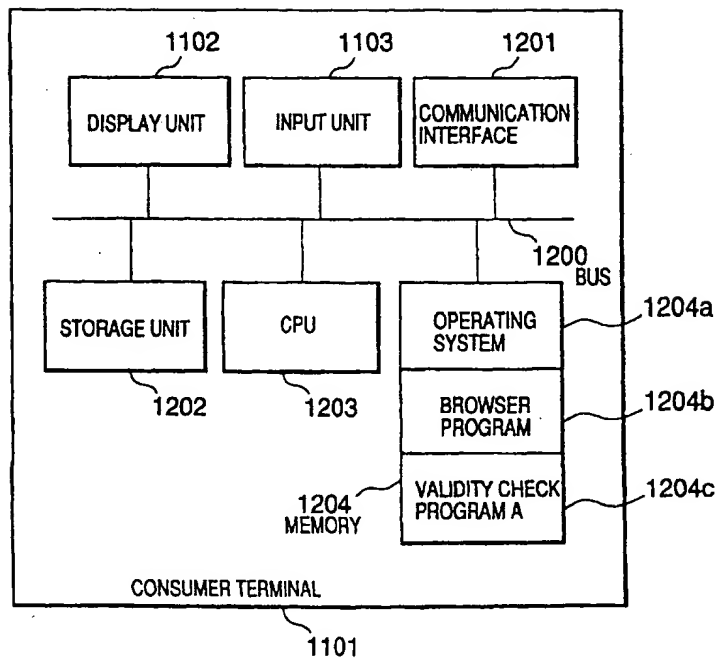 1102
1103
1201
DISPLAY UNIT
INPUT UNIT
COMMUNICATION
INTERFACE
1200
BUS
STORAGE UNIT
CPU
OPERATING
SYSTEM
1204a
1202
1203
BROWSER
PROGRAM
1204b
1204
MEMORY
VALIDITY CHECK
PROGRAM A
1204c
CONSUMER TERMINAL
1101